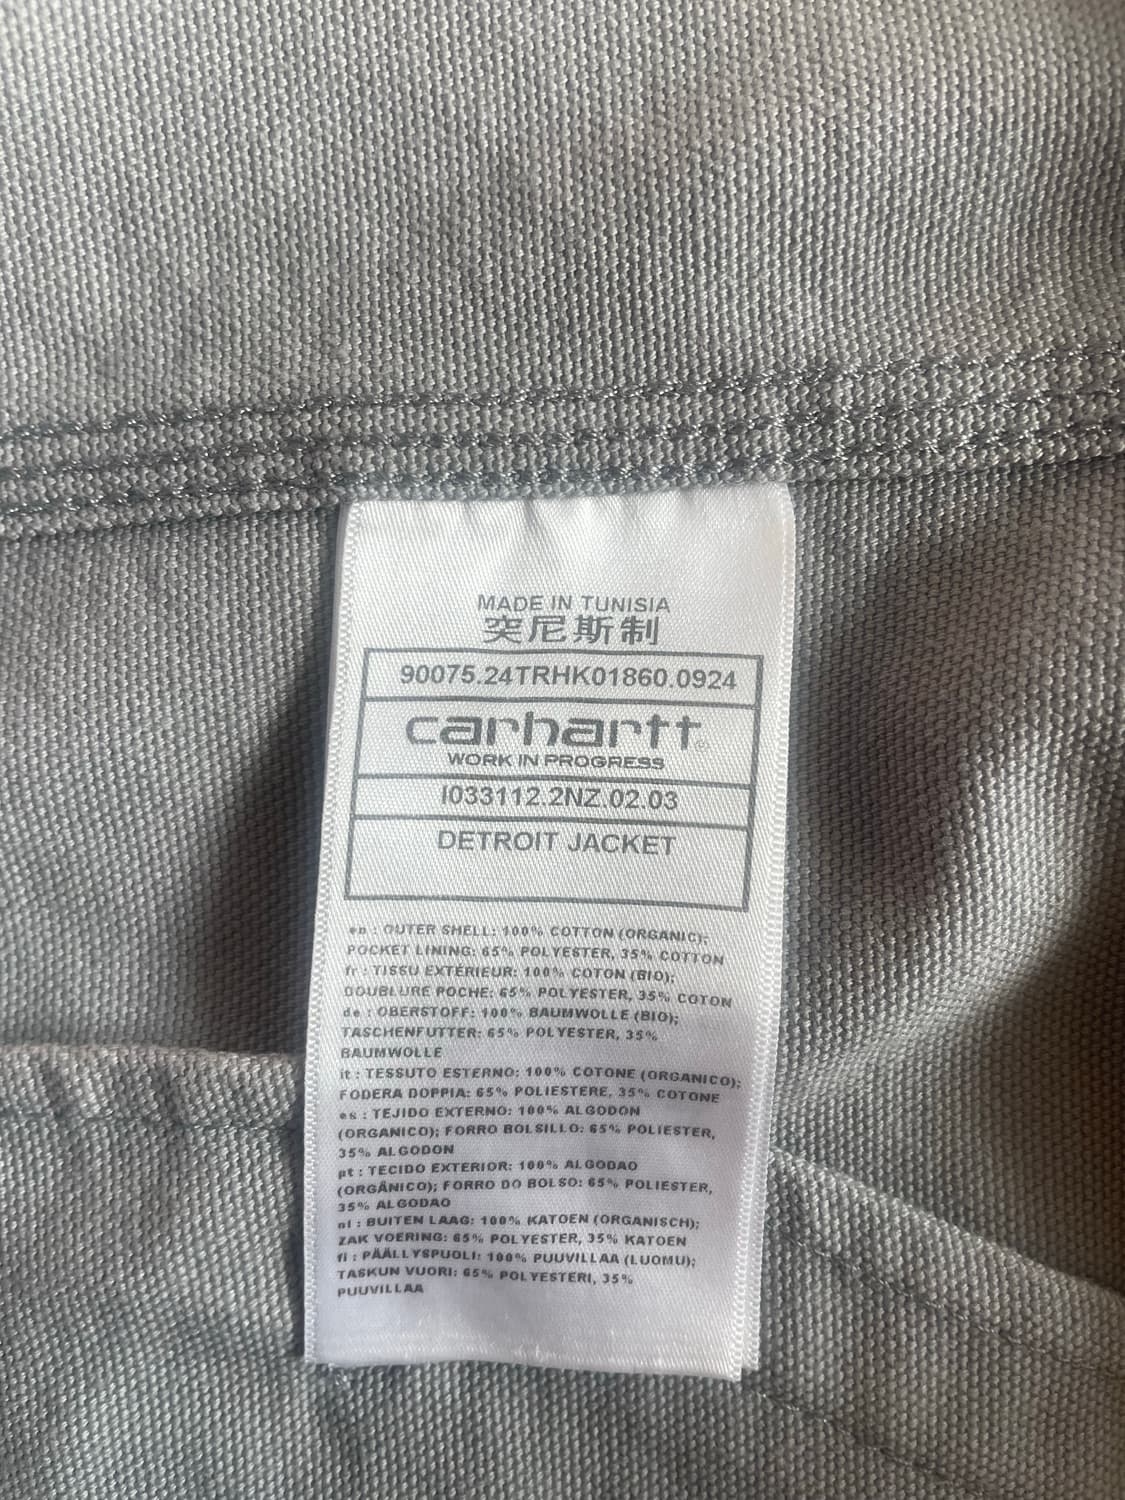 MADE IN TUNISIA
突尼斯制
90075.24TRHK01860.0924
carhartt®
WORK IN PROGRESS
I033112.2NZ.02.03
DETROIT JACKET
en : OUTER SHELL: 100% COTTON (ORGANIC);
POCKET LINING: 65% POLYESTER, 35% COTTON
fr : TISSU EXTÉRIEUR: 100% COTON (BIO);
DOUBLURE POCHE: 65% POLYESTER, 35% COTON
de : OBERSTOFF: 100% BAUMWOLLE (BIO);
TASCHENFUTTER: 65% POLYESTER, 35%
BAUMWOLLE
it : TESSUTO ESTERNO: 100% COTONE (ORGANICO);
FODERA DOPPIA: 65% POLIESTERE, 35% COTONE
es : TEJIDO EXTERNO: 100% ALGODON
(ORGANICO); FORRO BOLSILLO: 65% POLIESTER,
35% ALGODON
pt : TECIDO EXTERIOR: 100% ALGODAO
(ORGÂNICO); FORRO DO BOLSO: 65% POLIESTER,
35% ALGODAO
nl : BUITEN LAAG: 100% KATOEN (ORGANISCH);
ZAK VOERING: 65% POLYESTER, 35% KATOEN
fi : PÄÄLLYSPUOLI: 100% PUUVILLAA (LUOMU);
TASKUN VUORI: 65% POLYESTERI, 35%
PUUVILLAA